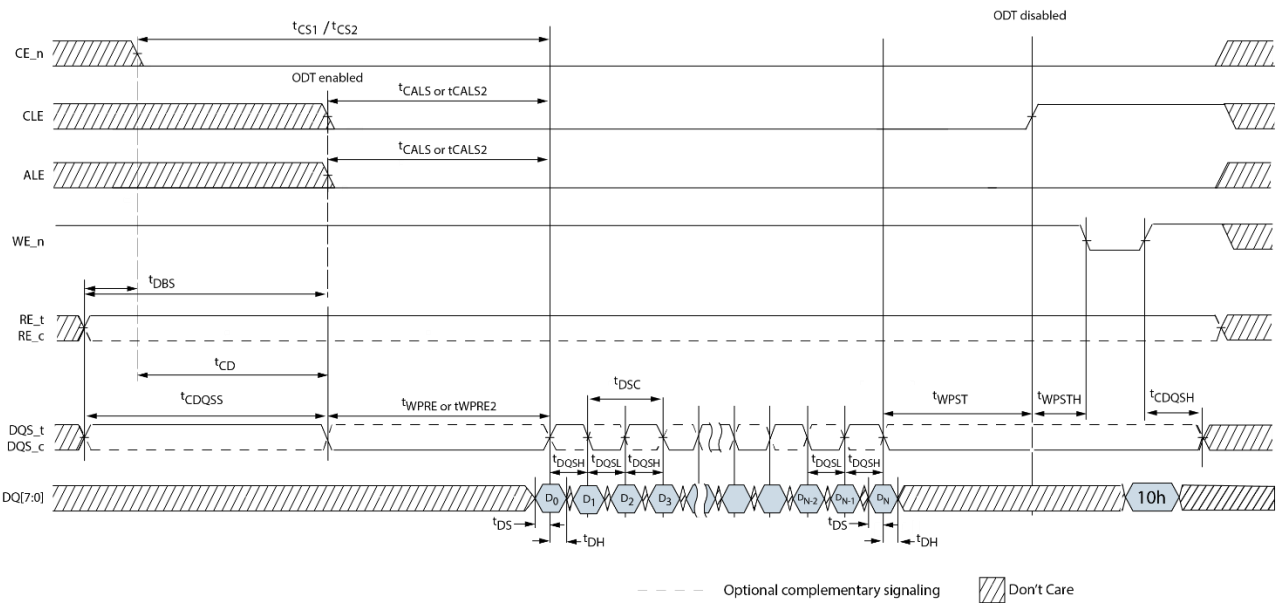 ODT disabled
tCS1 / tCS2
CE_n
ODT enabled
tCALS or tCALS2
CLE
tCALS or tCALS2
ALE
WE_n
tDBS
RE_t
RE_c
tCD
tCDQSS
tWPRE or tWPRE2
tDSC
tWPST
tWPSTH
tCDQSH
DQS_t
DQS_c
tDQSH
tDQSL
tDQSH
tDQSL
tDQSH
DQ[7:0]
D0
D1
D2
D3
DN-2
DN-1
DN
10h
tDS
tDH
tDS
tDH
Optional complementary signaling
Don't Care